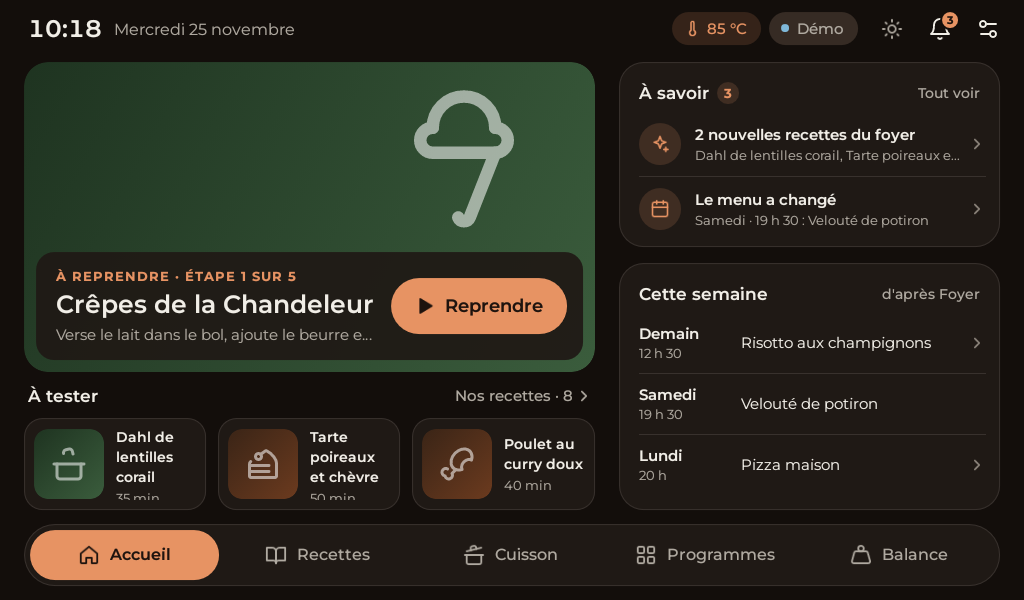 10:18 Mercredi 25 novembre
85 °C
Démo
3
À REPRENDRE · ÉTAPE 1 SUR 5
Crêpes de la Chandeleur
Verse le lait dans le bol, ajoute le beurre e...
Reprendre
À tester
Nos recettes · 8
Dahl de
lentilles
corail
35 min
Tarte
poireaux
et chèvre
50 min
Poulet au
curry doux
40 min
À savoir 3
Tout voir
2 nouvelles recettes du foyer
Dahl de lentilles corail, Tarte poireaux e...
Le menu a changé
Samedi · 19 h 30 : Velouté de potiron
Cette semaine
d'après Foyer
Demain
12 h 30
Risotto aux champignons
Samedi
19 h 30
Velouté de potiron
Lundi
20 h
Pizza maison
Accueil
Recettes
Cuisson
Programmes
Balance